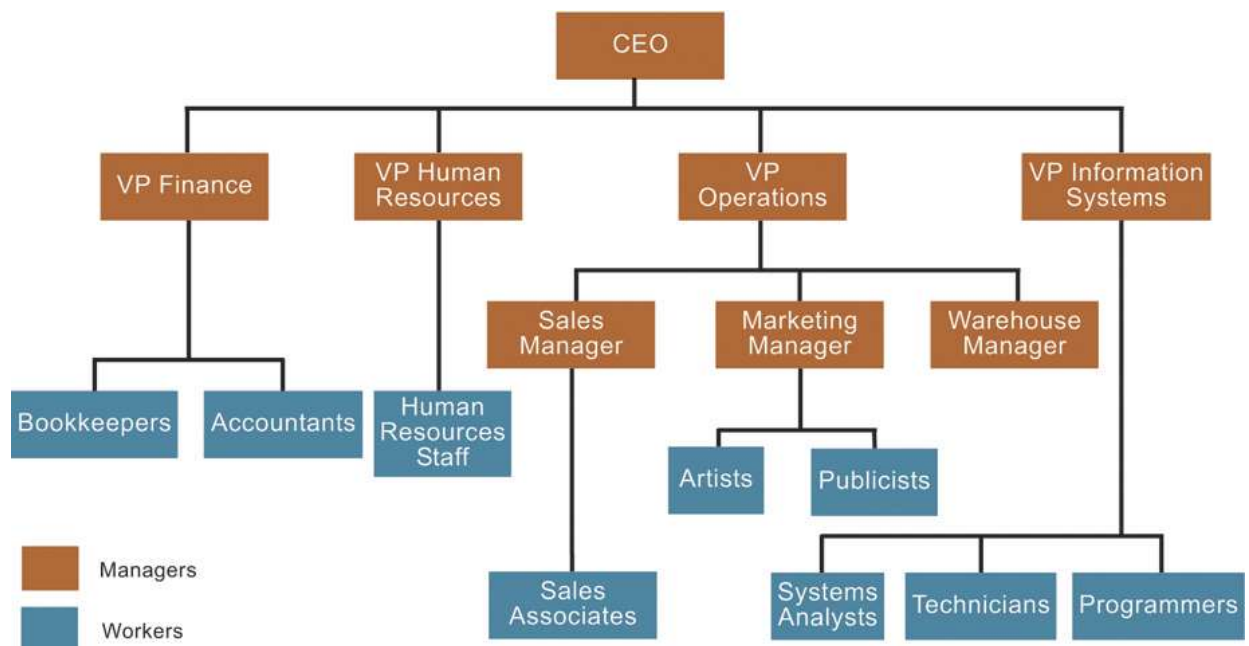 CEO
VP Finance
VP Human
Resources
VP
Operations
VP Information
Systems
Sales
Manager
Marketing
Manager
Warehouse
Manager
Bookkeepers
Accountants
Human
Resources
Staff
Artists
Publicists
Managers
Workers
Sales
Associates
Systems
Analysts
Technicians
Programmers